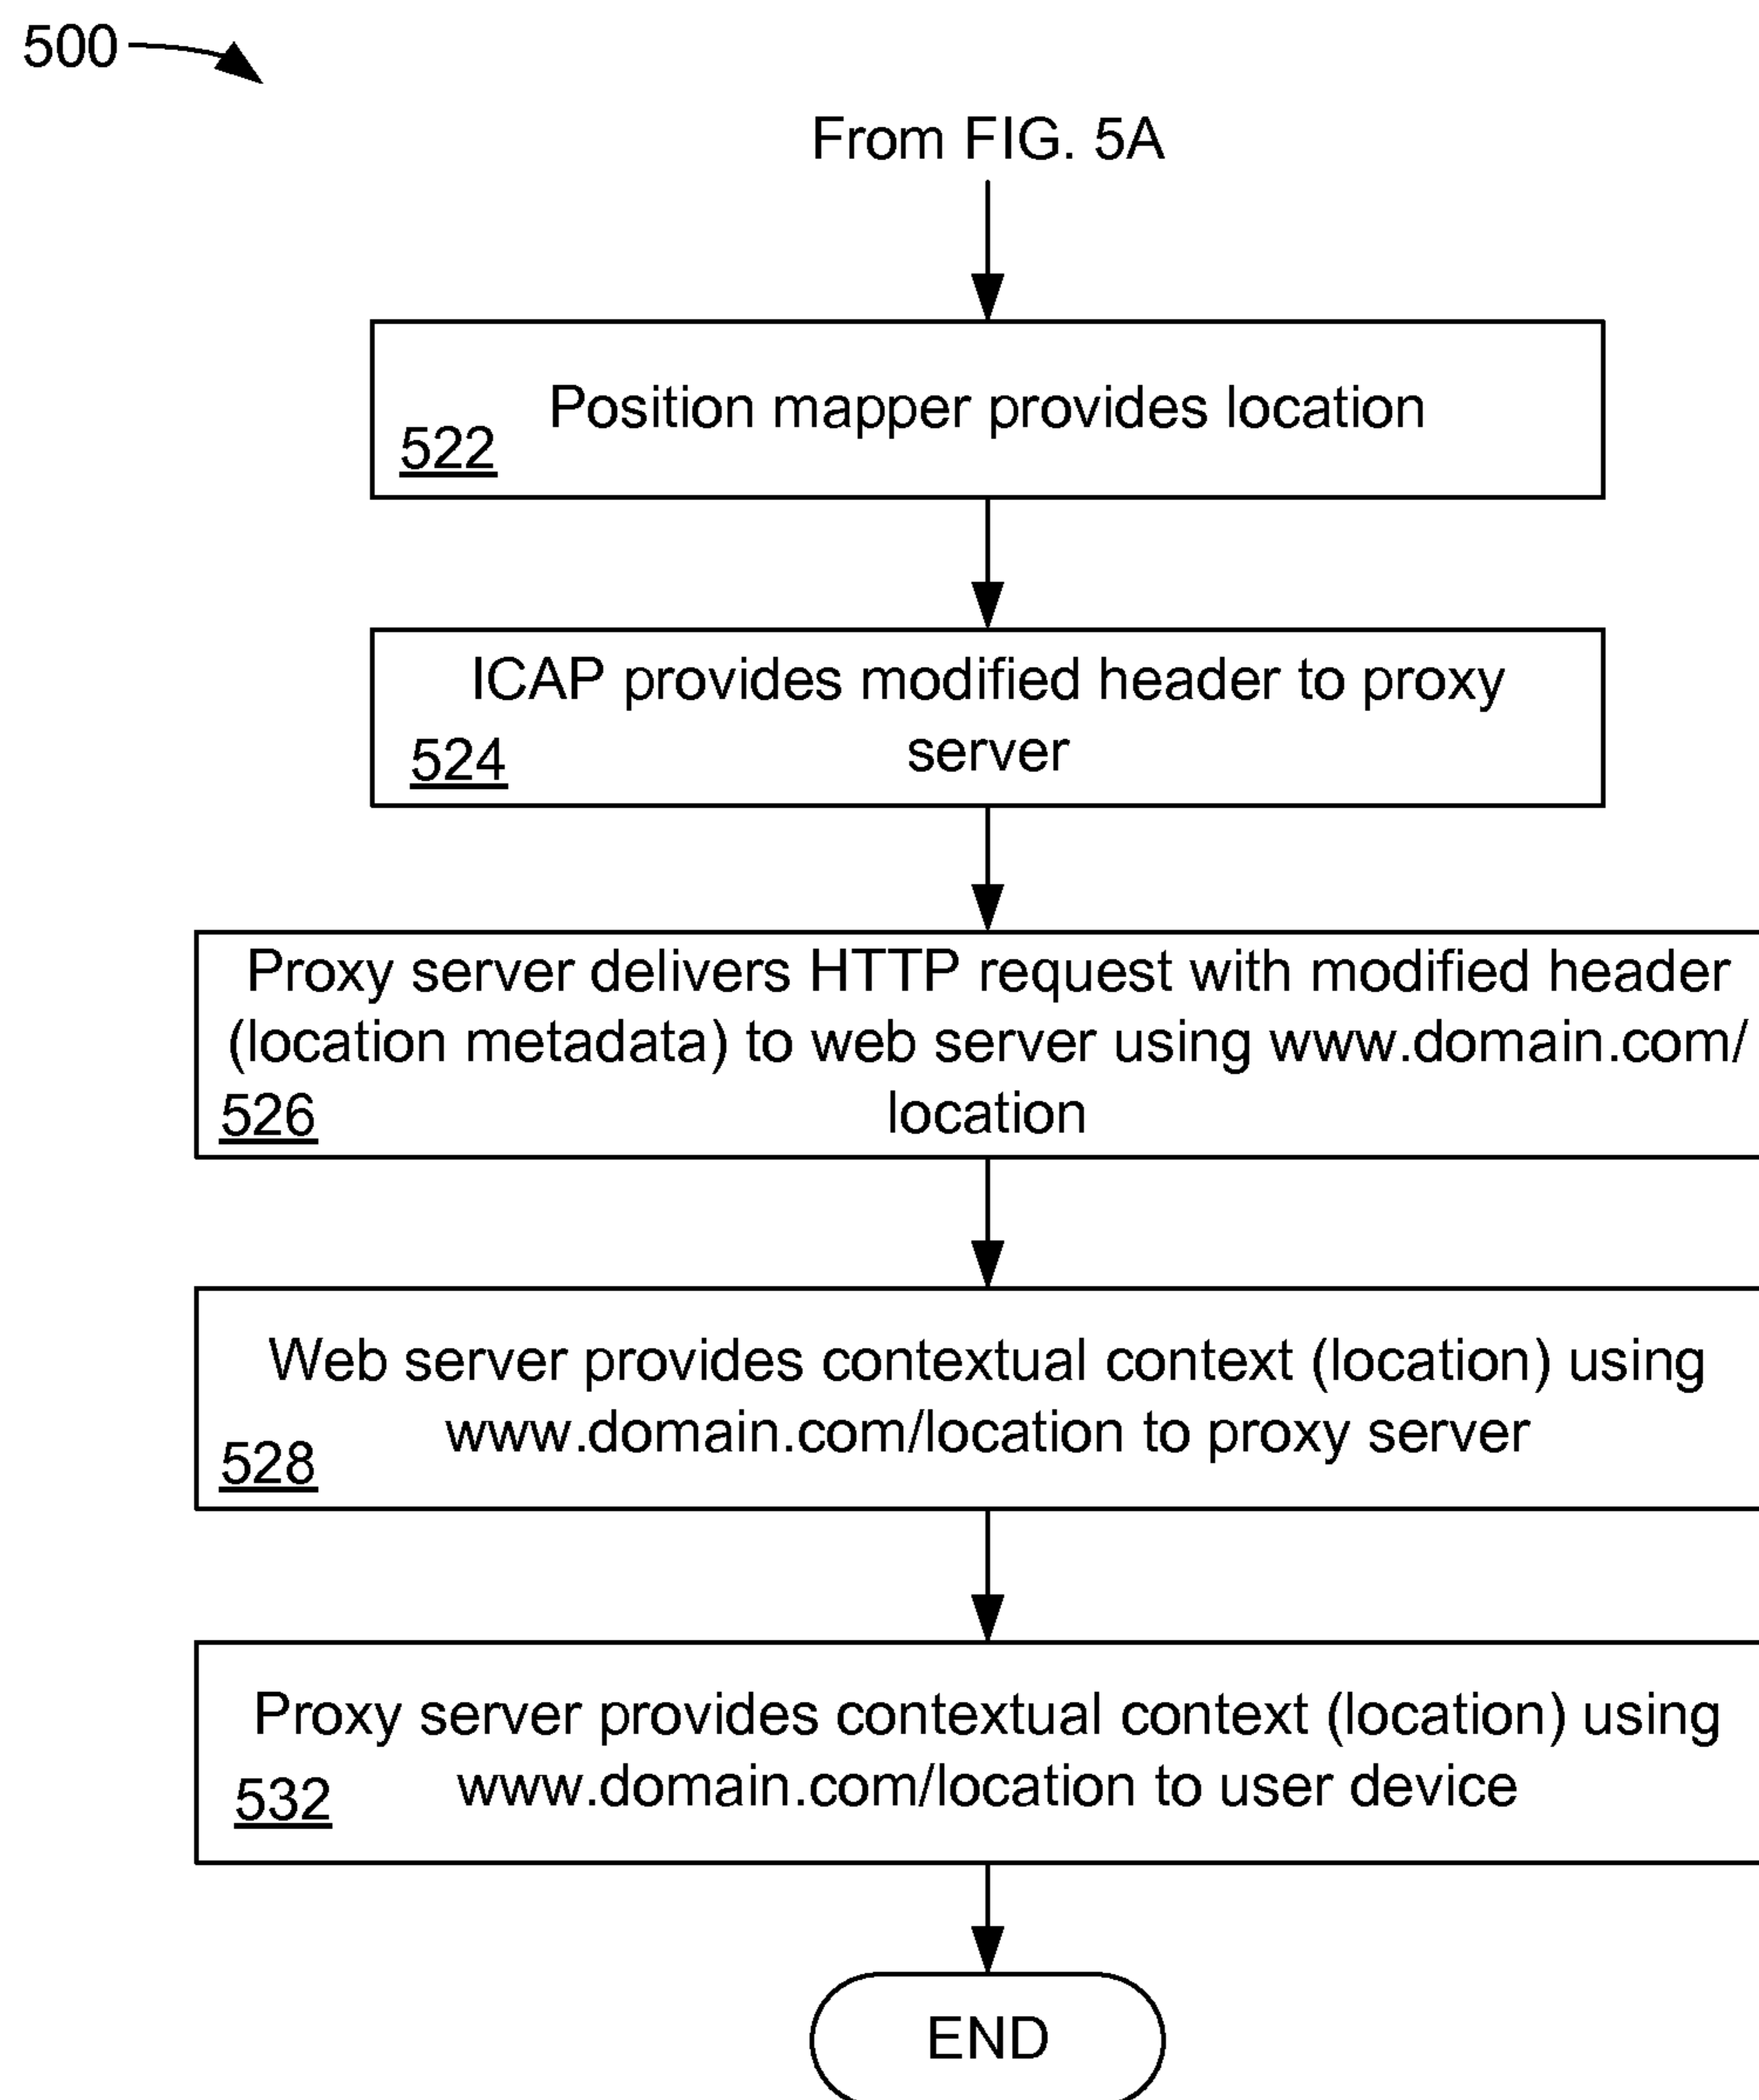 500
From FIG. 5A
Position mapper provides location
522
ICAP provides modified header to proxy
server
524
Proxy server delivers HTTP request with modified header
(location metadata) to web server using www.domain.com/
location
526
Web server provides contextual context (location) using
www.domain.com/location to proxy server
528
Proxy server provides contextual context (location) using
www.domain.com/location to user device
532
END